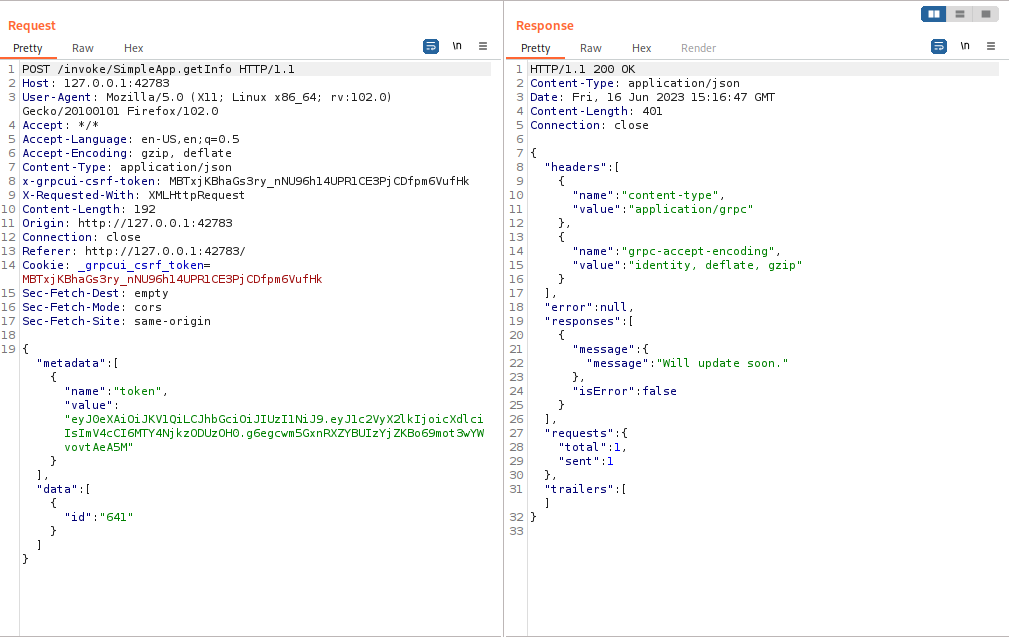 Request
Pretty Raw Hex \n
1 POST /invoke/SimpleApp.getInfo HTTP/1.1
2 Host: 127.0.0.1:42783
3 User-Agent: Mozilla/5.0 (X11; Linux x86_64; rv:102.0)
Gecko/20100101 Firefox/102.0
4 Accept: */*
5 Accept-Language: en-US,en;q=0.5
6 Accept-Encoding: gzip, deflate
7 Content-Type: application/json
8 x-grpcui-csrf-token: MBTxjKBhaGs3ry_nNU96h14UPR1CE3PjCDfpm6VufHk
9 X-Requested-With: XMLHttpRequest
10 Content-Length: 192
11 Origin: http://127.0.0.1:42783
12 Connection: close
13 Referer: http://127.0.0.1:42783/
14 Cookie: _grpcui_csrf_token=
MBTxjKBhaGs3ry_nNU96h14UPR1CE3PjCDfpm6VufHk
15 Sec-Fetch-Dest: empty
16 Sec-Fetch-Mode: cors
17 Sec-Fetch-Site: same-origin
18
19 {
"metadata":[
{
"name":"token",
"value":
"eyJ0eXAiOiJKV1QiLCJhbGciOiJIUzI1NiJ9.eyJ1c2VyX2lkIjoicXdlci
IsImV4cCI6MTY4NjkzODUzOH0.g6egcwm5GxnRXZYBUIzYjZKBo69mot3wYW
vovtAeA5M"
}
],
"data":[
{
"id":"641"
}
]
}
Response
Pretty Raw Hex Render \n
1 HTTP/1.1 200 OK
2 Content-Type: application/json
3 Date: Fri, 16 Jun 2023 15:16:47 GMT
4 Content-Length: 401
5 Connection: close
6
7 {
8 "headers":[
9 {
10 "name":"content-type",
11 "value":"application/grpc"
12 },
13 {
14 "name":"grpc-accept-encoding",
15 "value":"identity, deflate, gzip"
16 }
17 ],
18 "error":null,
19 "responses":[
20 {
21 "message":{
22 "message":"Will update soon."
23 },
24 "isError":false
25 }
26 ],
27 "requests":{
28 "total":1,
29 "sent":1
30 },
31 "trailers":[
]
32 }
33